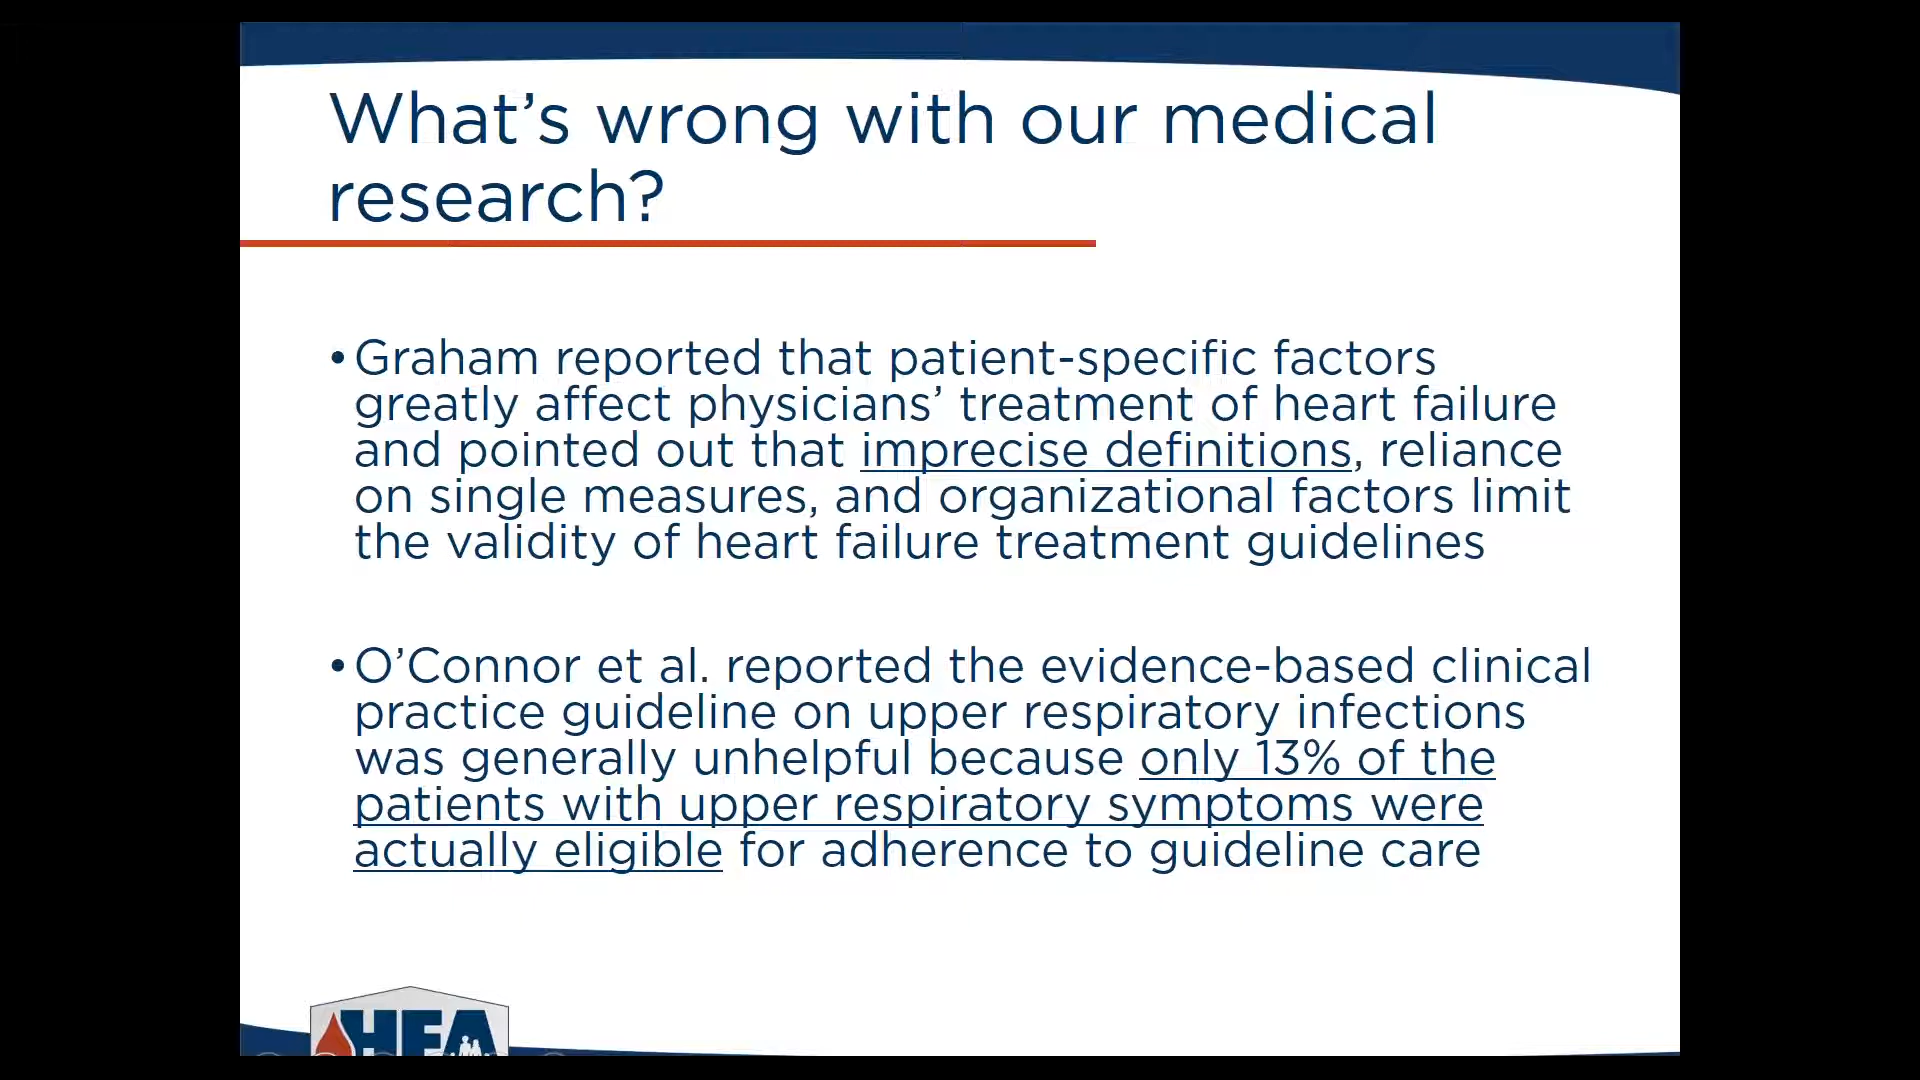 What’s wrong with our medical
research?
•Graham reported that patient-specific factors
greatly affect physicians’ treatment of heart failure
and pointed out that imprecise definitions, reliance
on single measures, and organizational factors limit
the validity of heart failure treatment guidelines
•O’Connor et al. reported the evidence-based clinical
practice guideline on upper respiratory infections
was generally unhelpful because only 13% of the
patients with upper respiratory symptoms were
actually eligible for adherence to guideline care
HFA